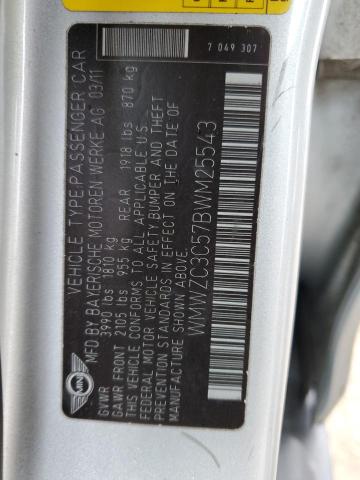 VEHICLE TYPE:PASSENGER CAR
MFD BY BAYERISCHE MOTOREN WERKE AG 03/11
GVWR 3990 lbs 1810 kg
GAWR FRONT 2105 lbs 955 kg REAR 1918 lbs 870 kg
THIS VEHICLE CONFORMS TO ALL APPLICABLE U.S.
FEDERAL MOTOR VEHICLE SAFETY BUMPER AND THEFT
PREVENTION STANDARDS IN EFFECT ON THE DATE OF
MANUFACTURE SHOWN ABOVE.
WMWZC3C57BWM25543
7 049 307
MINI